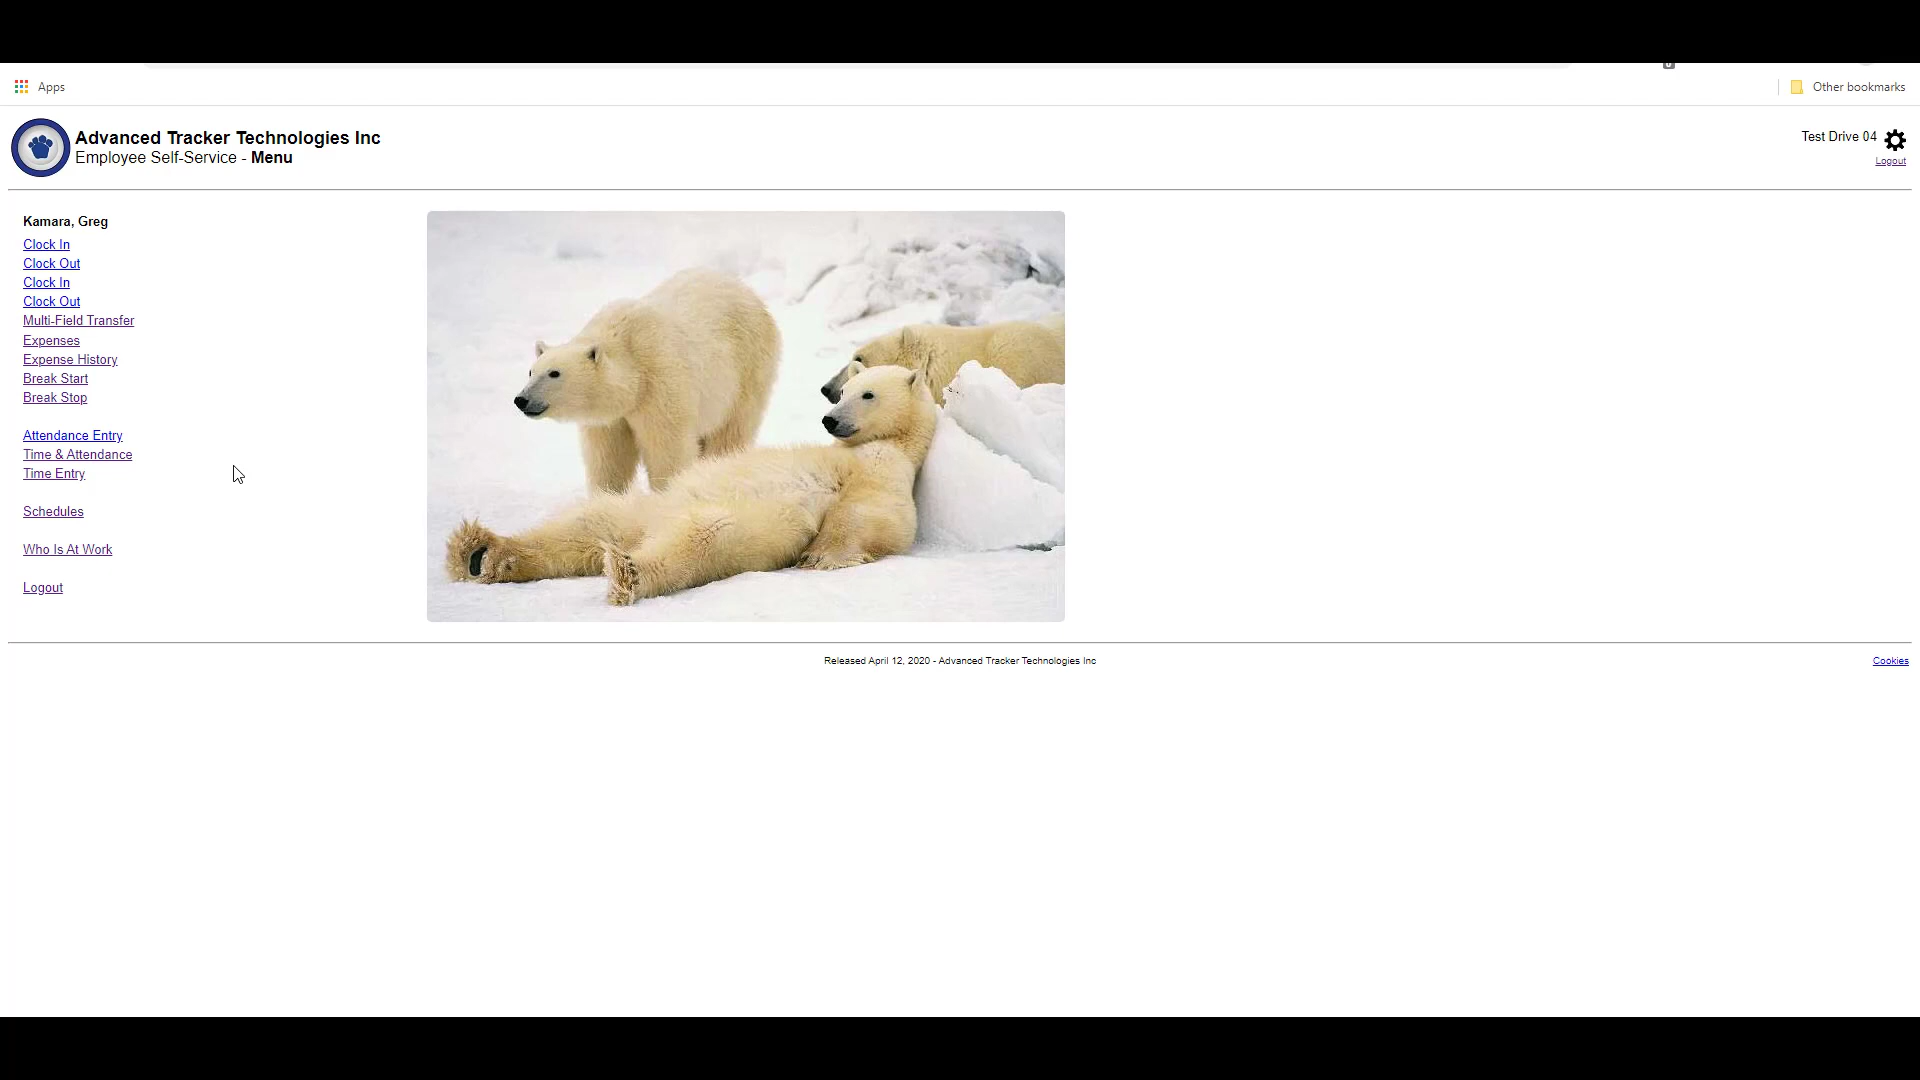 Apps
Other bookmarks
Advanced Tracker Technologies Inc
Employee Self-Service - Menu
Test Drive 04
Logout
Kamara, Greg
Clock In
Clock Out
Clock In
Clock Out
Multi-Field Transfer
Expenses
Expense History
Break Start
Break Stop
Attendance Entry
Time & Attendance
Time Entry
Schedules
Who Is At Work
Logout
Released April 12, 2020 - Advanced Tracker Technologies Inc
Cookies